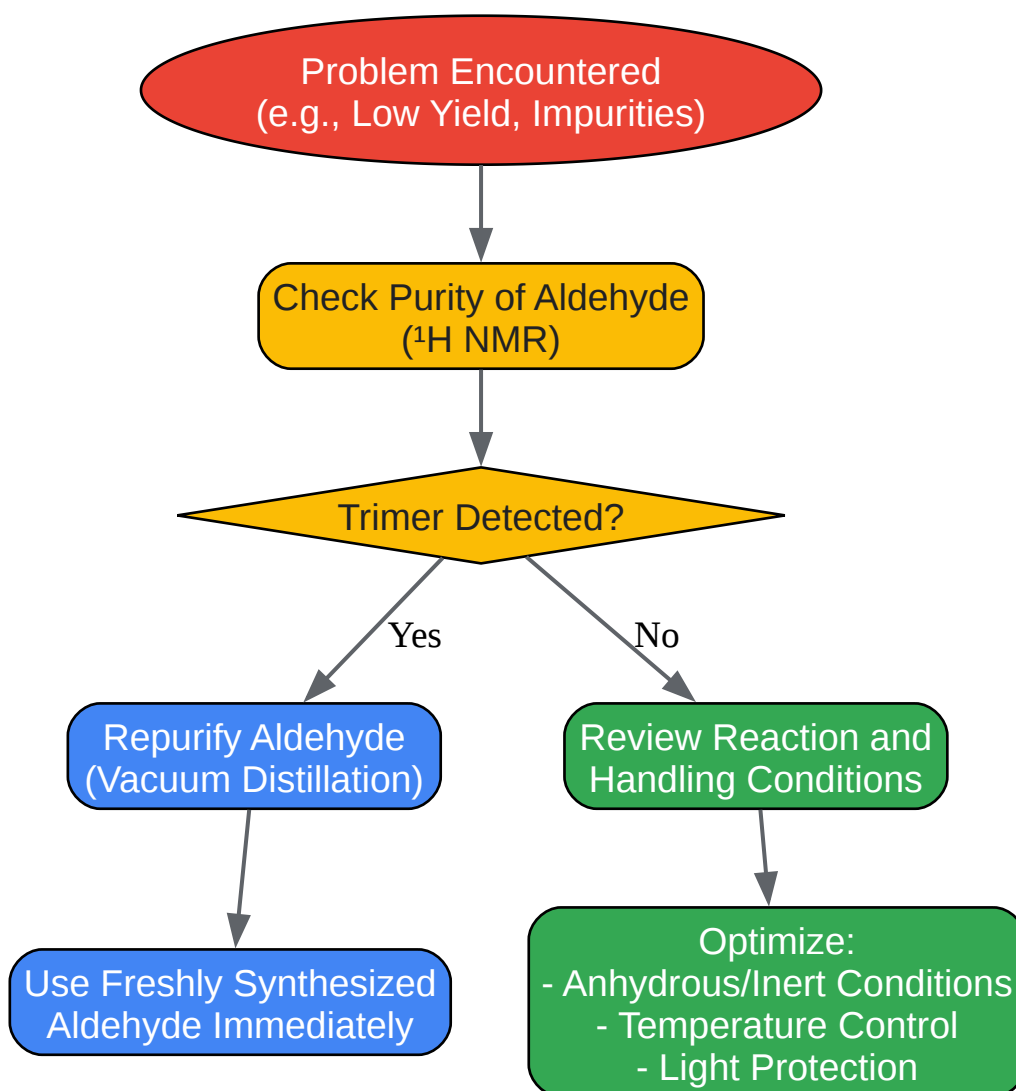 Problem Encountered
(e.g., Low Yield, Impurities)
Check Purity of Aldehyde
(¹H NMR)
Trimer Detected?
Yes
No
Repurify Aldehyde
(Vacuum Distillation)
Review Reaction and
Handling Conditions
Use Freshly Synthesized
Aldehyde Immediately
Optimize:
- Anhydrous/Inert Conditions
- Temperature Control
- Light Protection